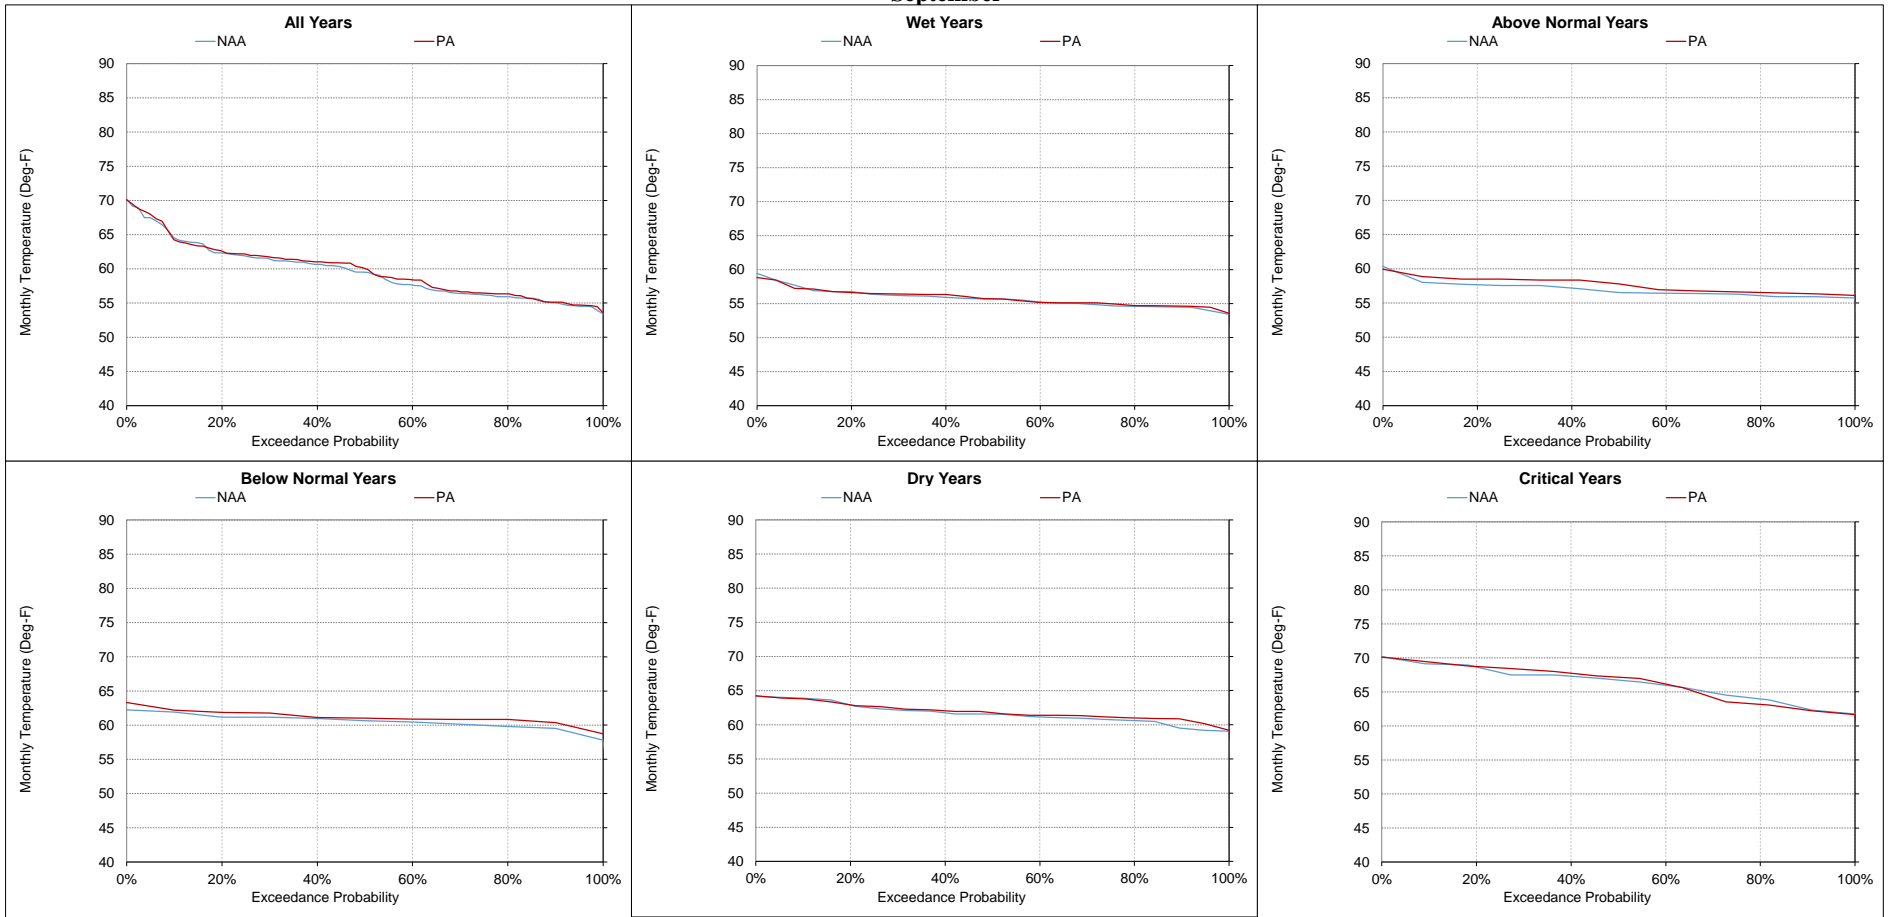 September
All Years
NAA PA
Monthly Temperature (Deg-F)
90
85
80
75
70
65
60
55
50
45
40
0% 20% 40% 60% 80% 100%
Exceedance Probability
Wet Years
NAA PA
Monthly Temperature (Deg-F)
90
85
80
75
70
65
60
55
50
45
40
0% 20% 40% 60% 80% 100%
Exceedance Probability
Above Normal Years
NAA PA
Monthly Temperature (Deg-F)
90
85
80
75
70
65
60
55
50
45
40
0% 20% 40% 60% 80% 100%
Exceedance Probability
Below Normal Years
NAA PA
Monthly Temperature (Deg-F)
90
85
80
75
70
65
60
55
50
45
40
0% 20% 40% 60% 80% 100%
Exceedance Probability
Dry Years
NAA PA
Monthly Temperature (Deg-F)
90
85
80
75
70
65
60
55
50
45
40
0% 20% 40% 60% 80% 100%
Exceedance Probability
Critical Years
NAA PA
Monthly Temperature (Deg-F)
90
85
80
75
70
65
60
55
50
45
40
0% 20% 40% 60% 80% 100%
Exceedance Probability